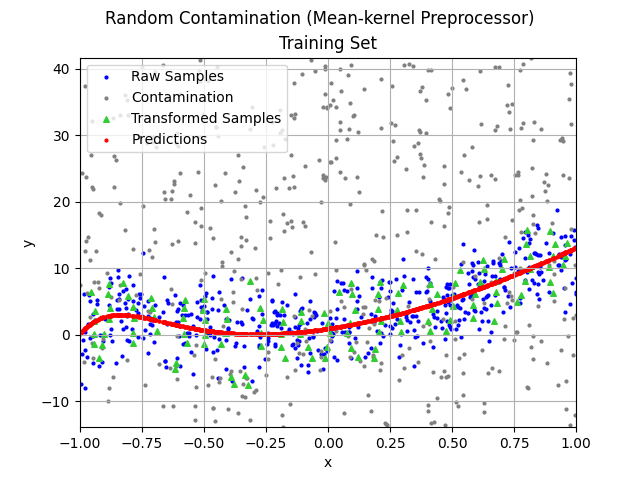 Random Contamination (Mean-kernel Preprocessor)
Training Set
Raw Samples
Contamination
Transformed Samples
Predictions
y
40
30
20
10
0
−10
−1.00 −0.75 −0.50 −0.25 0.00 0.25 0.50 0.75 1.00
x